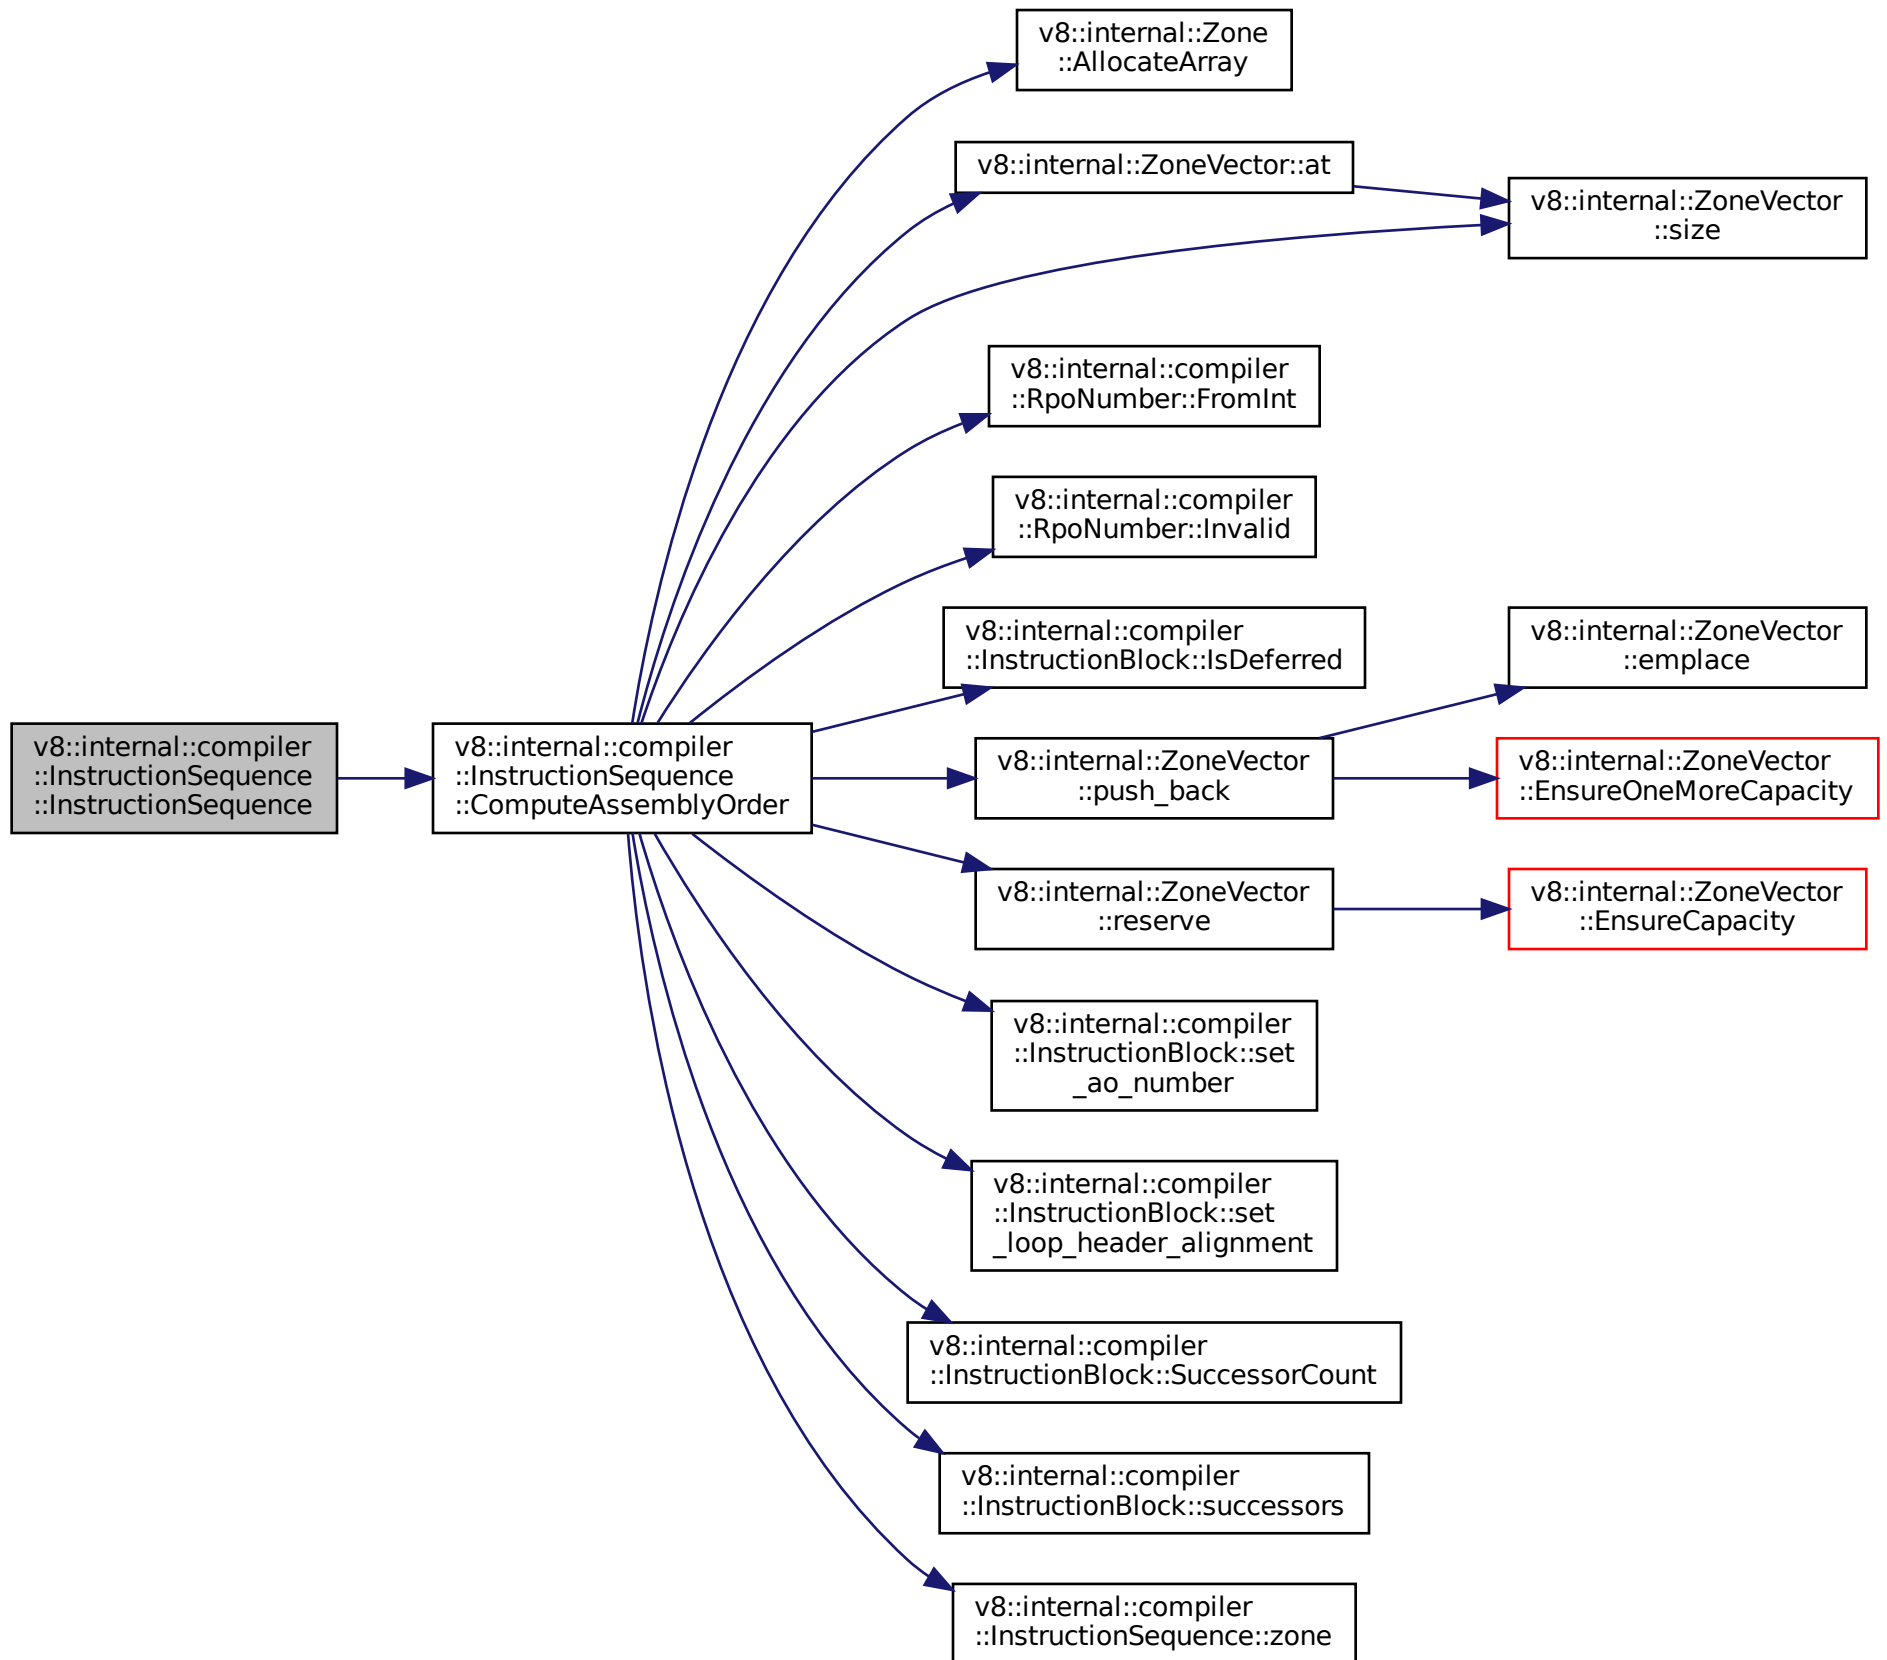 v8::internal::Zone
::AllocateArray
v8::internal::ZoneVector::at
v8::internal::ZoneVector
::size
v8::internal::compiler
::RpoNumber::FromInt
v8::internal::compiler
::RpoNumber::Invalid
v8::internal::compiler
::InstructionBlock::IsDeferred
v8::internal::ZoneVector
::emplace
v8::internal::compiler
::InstructionSequence
::InstructionSequence
v8::internal::compiler
::InstructionSequence
::ComputeAssemblyOrder
v8::internal::ZoneVector
::push_back
v8::internal::ZoneVector
::EnsureOneMoreCapacity
v8::internal::ZoneVector
::reserve
v8::internal::ZoneVector
::EnsureCapacity
v8::internal::compiler
::InstructionBlock::set
_ao_number
v8::internal::compiler
::InstructionBlock::set
_loop_header_alignment
v8::internal::compiler
::InstructionBlock::SuccessorCount
v8::internal::compiler
::InstructionBlock::successors
v8::internal::compiler
::InstructionSequence::zone